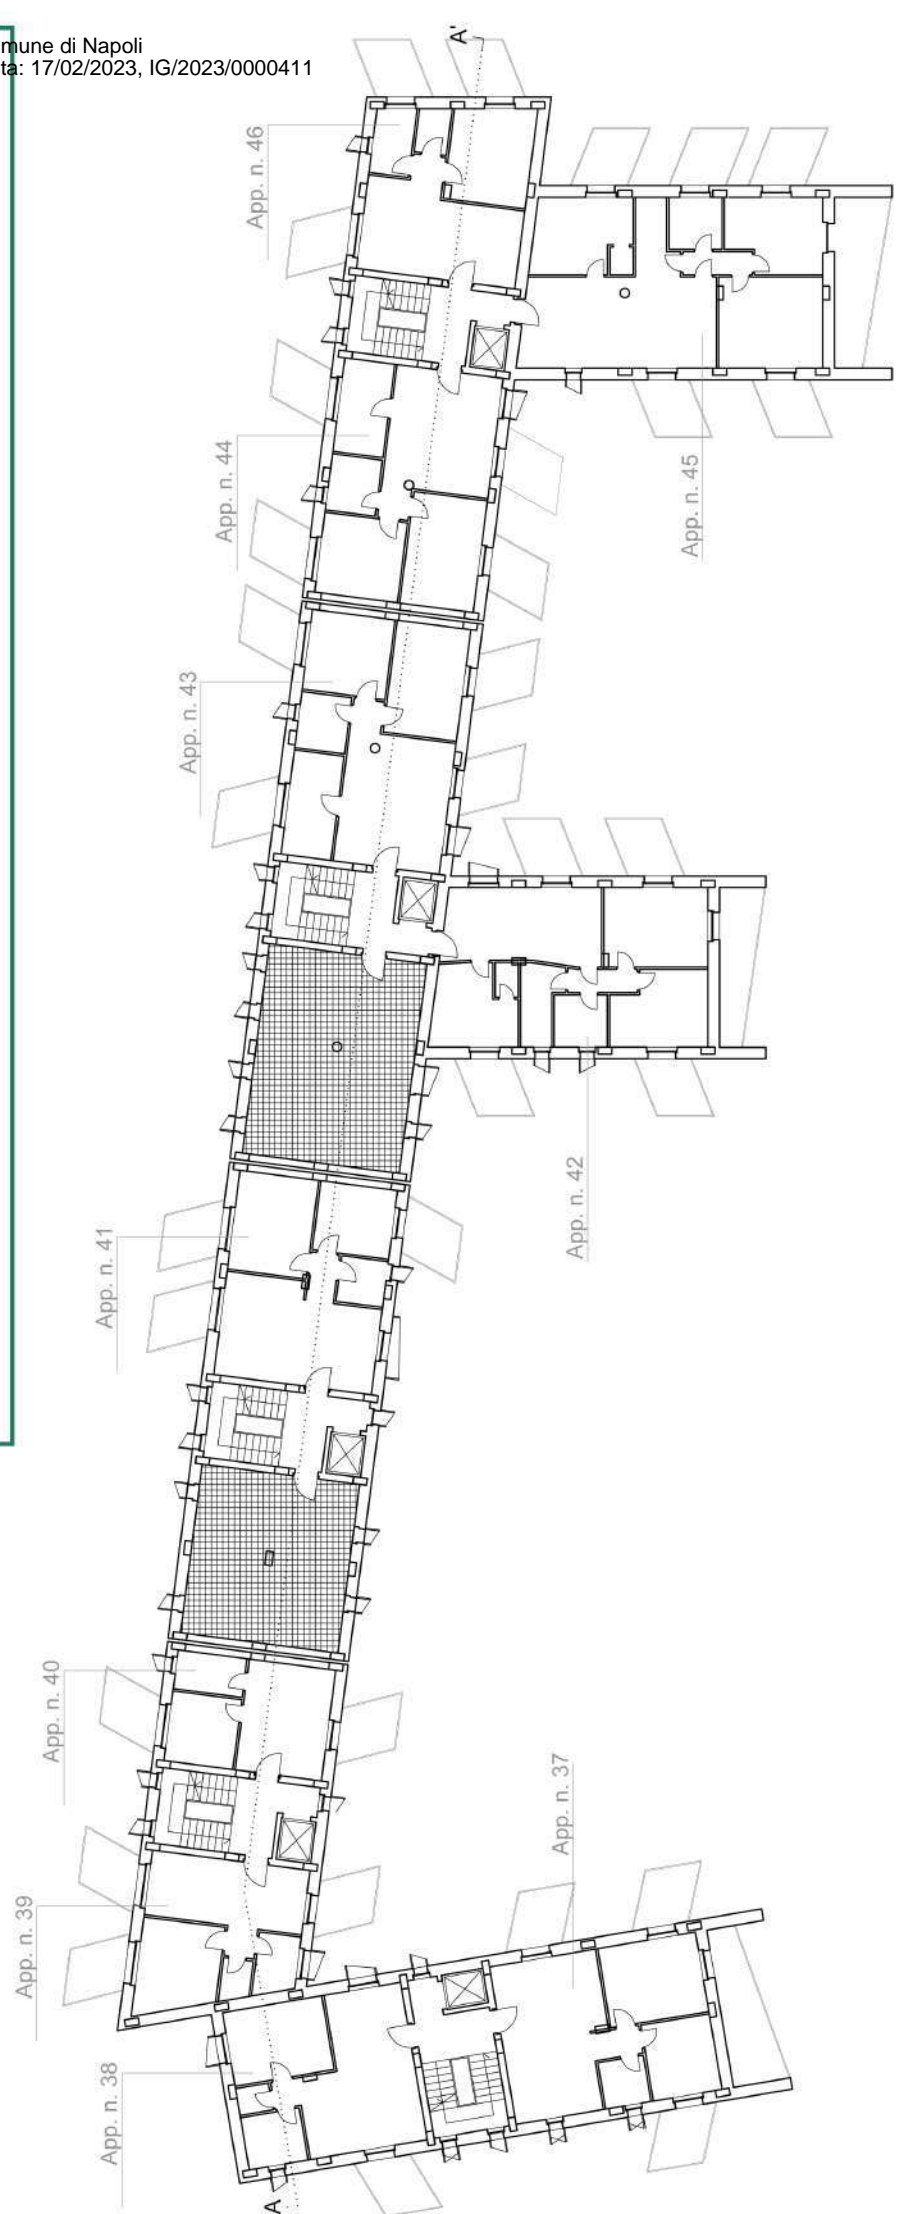 mune di Napoli
ta: 17/02/2023, IG/2023/0000411
A'
App. n. 46
App. n. 45
App. n. 44
App. n. 43
App. n. 42
App. n. 41
App. n. 40
App. n. 37
App. n. 39
App. n. 38
A